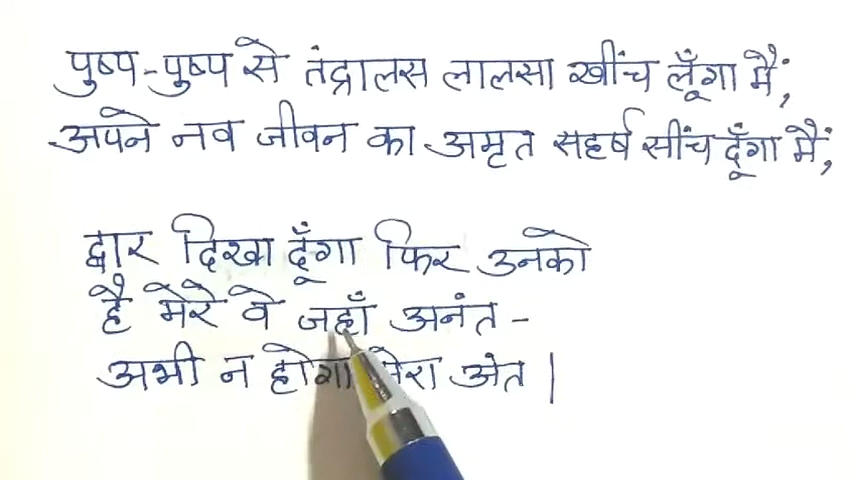 पुष्प-पुष्प से तंद्रालस लालसा खींच लूँगा मैं,
अपने नव जीवन का अमृत सहर्ष सींच दूँगा मैं,
द्वार दिखा दूँगा फिर उनको
है मेरे वे जहाँ अनंत -
अभी न होगा मेरा अंत |